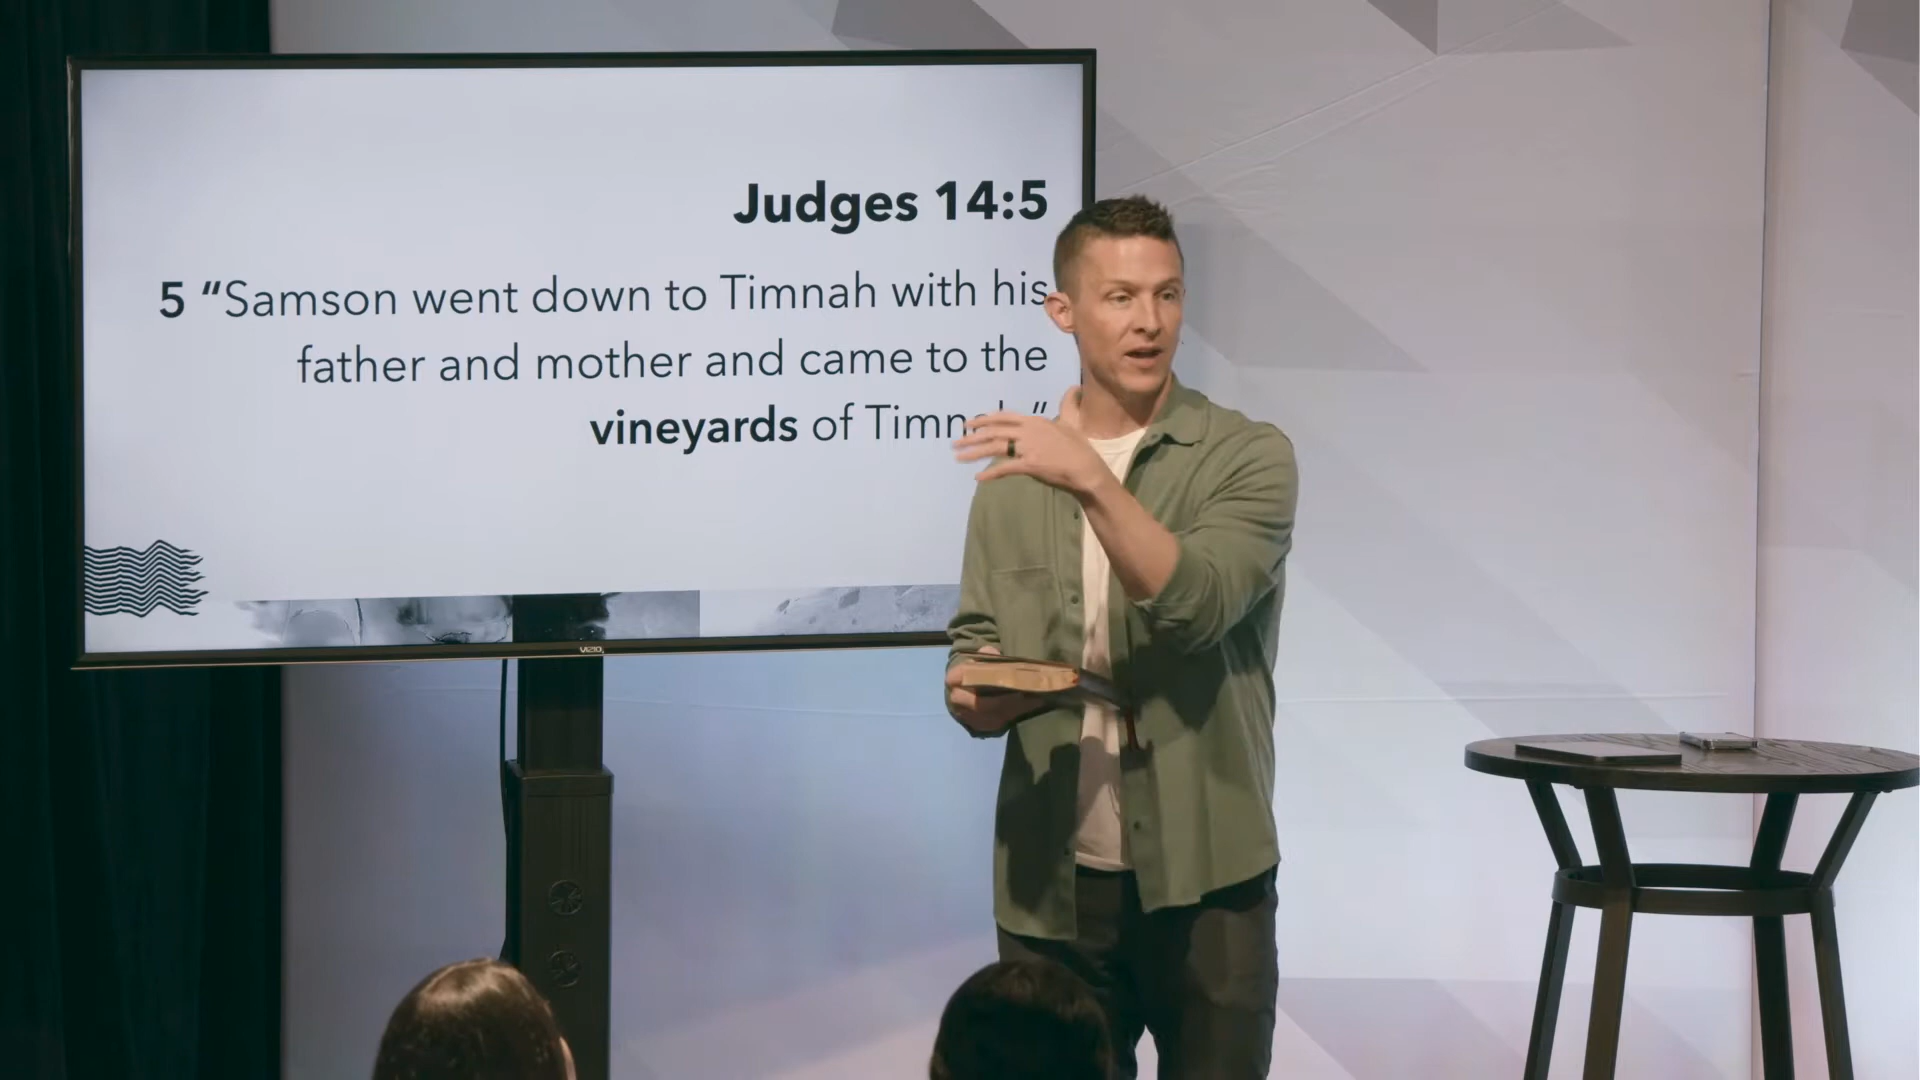 Judges 14:5
5 “Samson went down to Timnah with his
father and mother and came to the
vineyards of
VIZIO